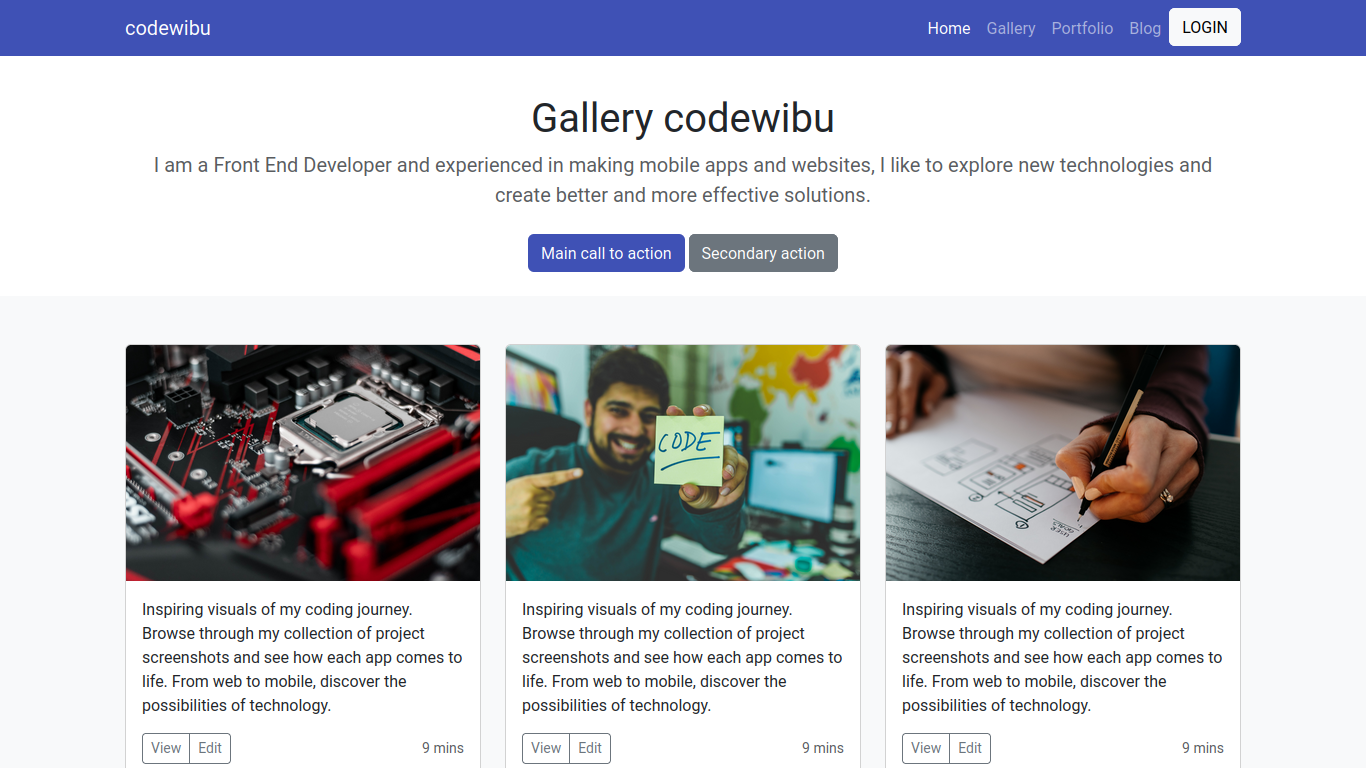 codewibu
Home Gallery Portfolio Blog LOGIN
Gallery codewibu
I am a Front End Developer and experienced in making mobile apps and websites, I like to explore new technologies and
create better and more effective solutions.
Main call to action Secondary action
CODE
Inspiring visuals of my coding journey.
Browse through my collection of project
screenshots and see how each app comes to
life. From web to mobile, discover the
possibilities of technology.
View Edit 9 mins
Inspiring visuals of my coding journey.
Browse through my collection of project
screenshots and see how each app comes to
life. From web to mobile, discover the
possibilities of technology.
View Edit 9 mins
Inspiring visuals of my coding journey.
Browse through my collection of project
screenshots and see how each app comes to
life. From web to mobile, discover the
possibilities of technology.
View Edit 9 mins